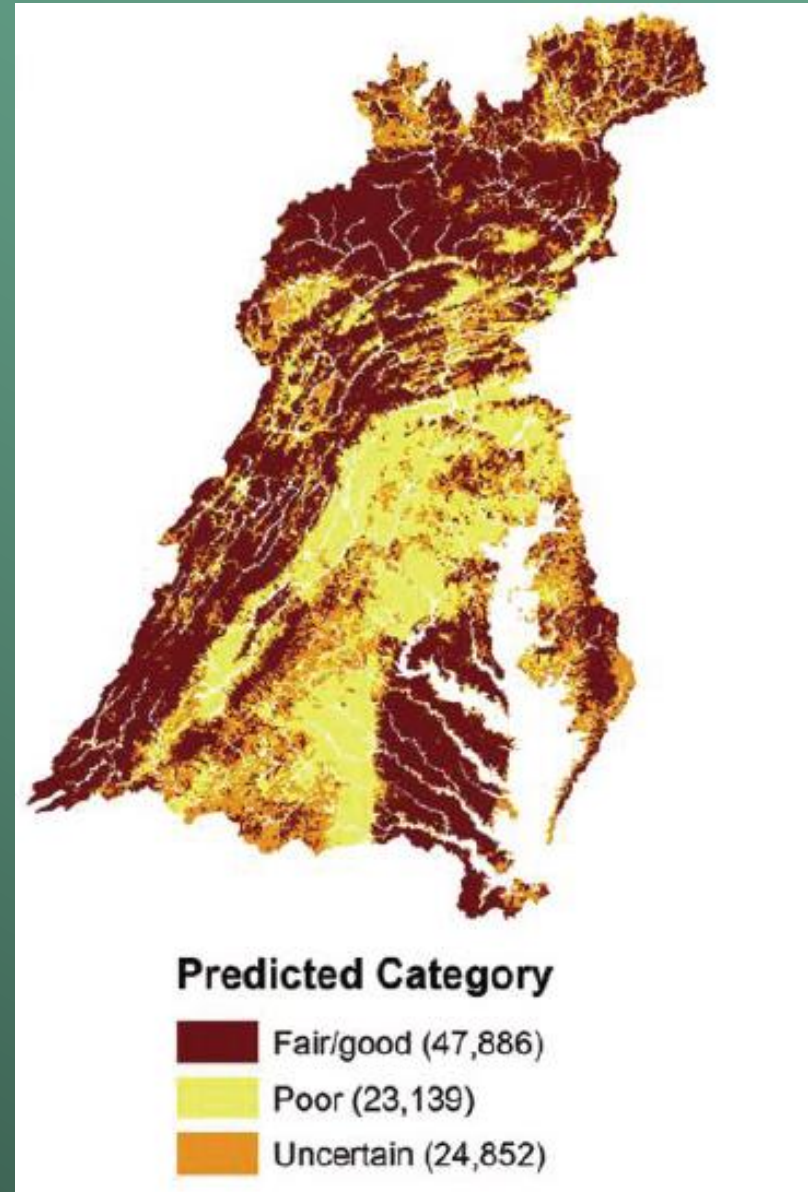 Predicted Category
Fair/good (47,886)
Poor (23,139)
Uncertain (24,852)